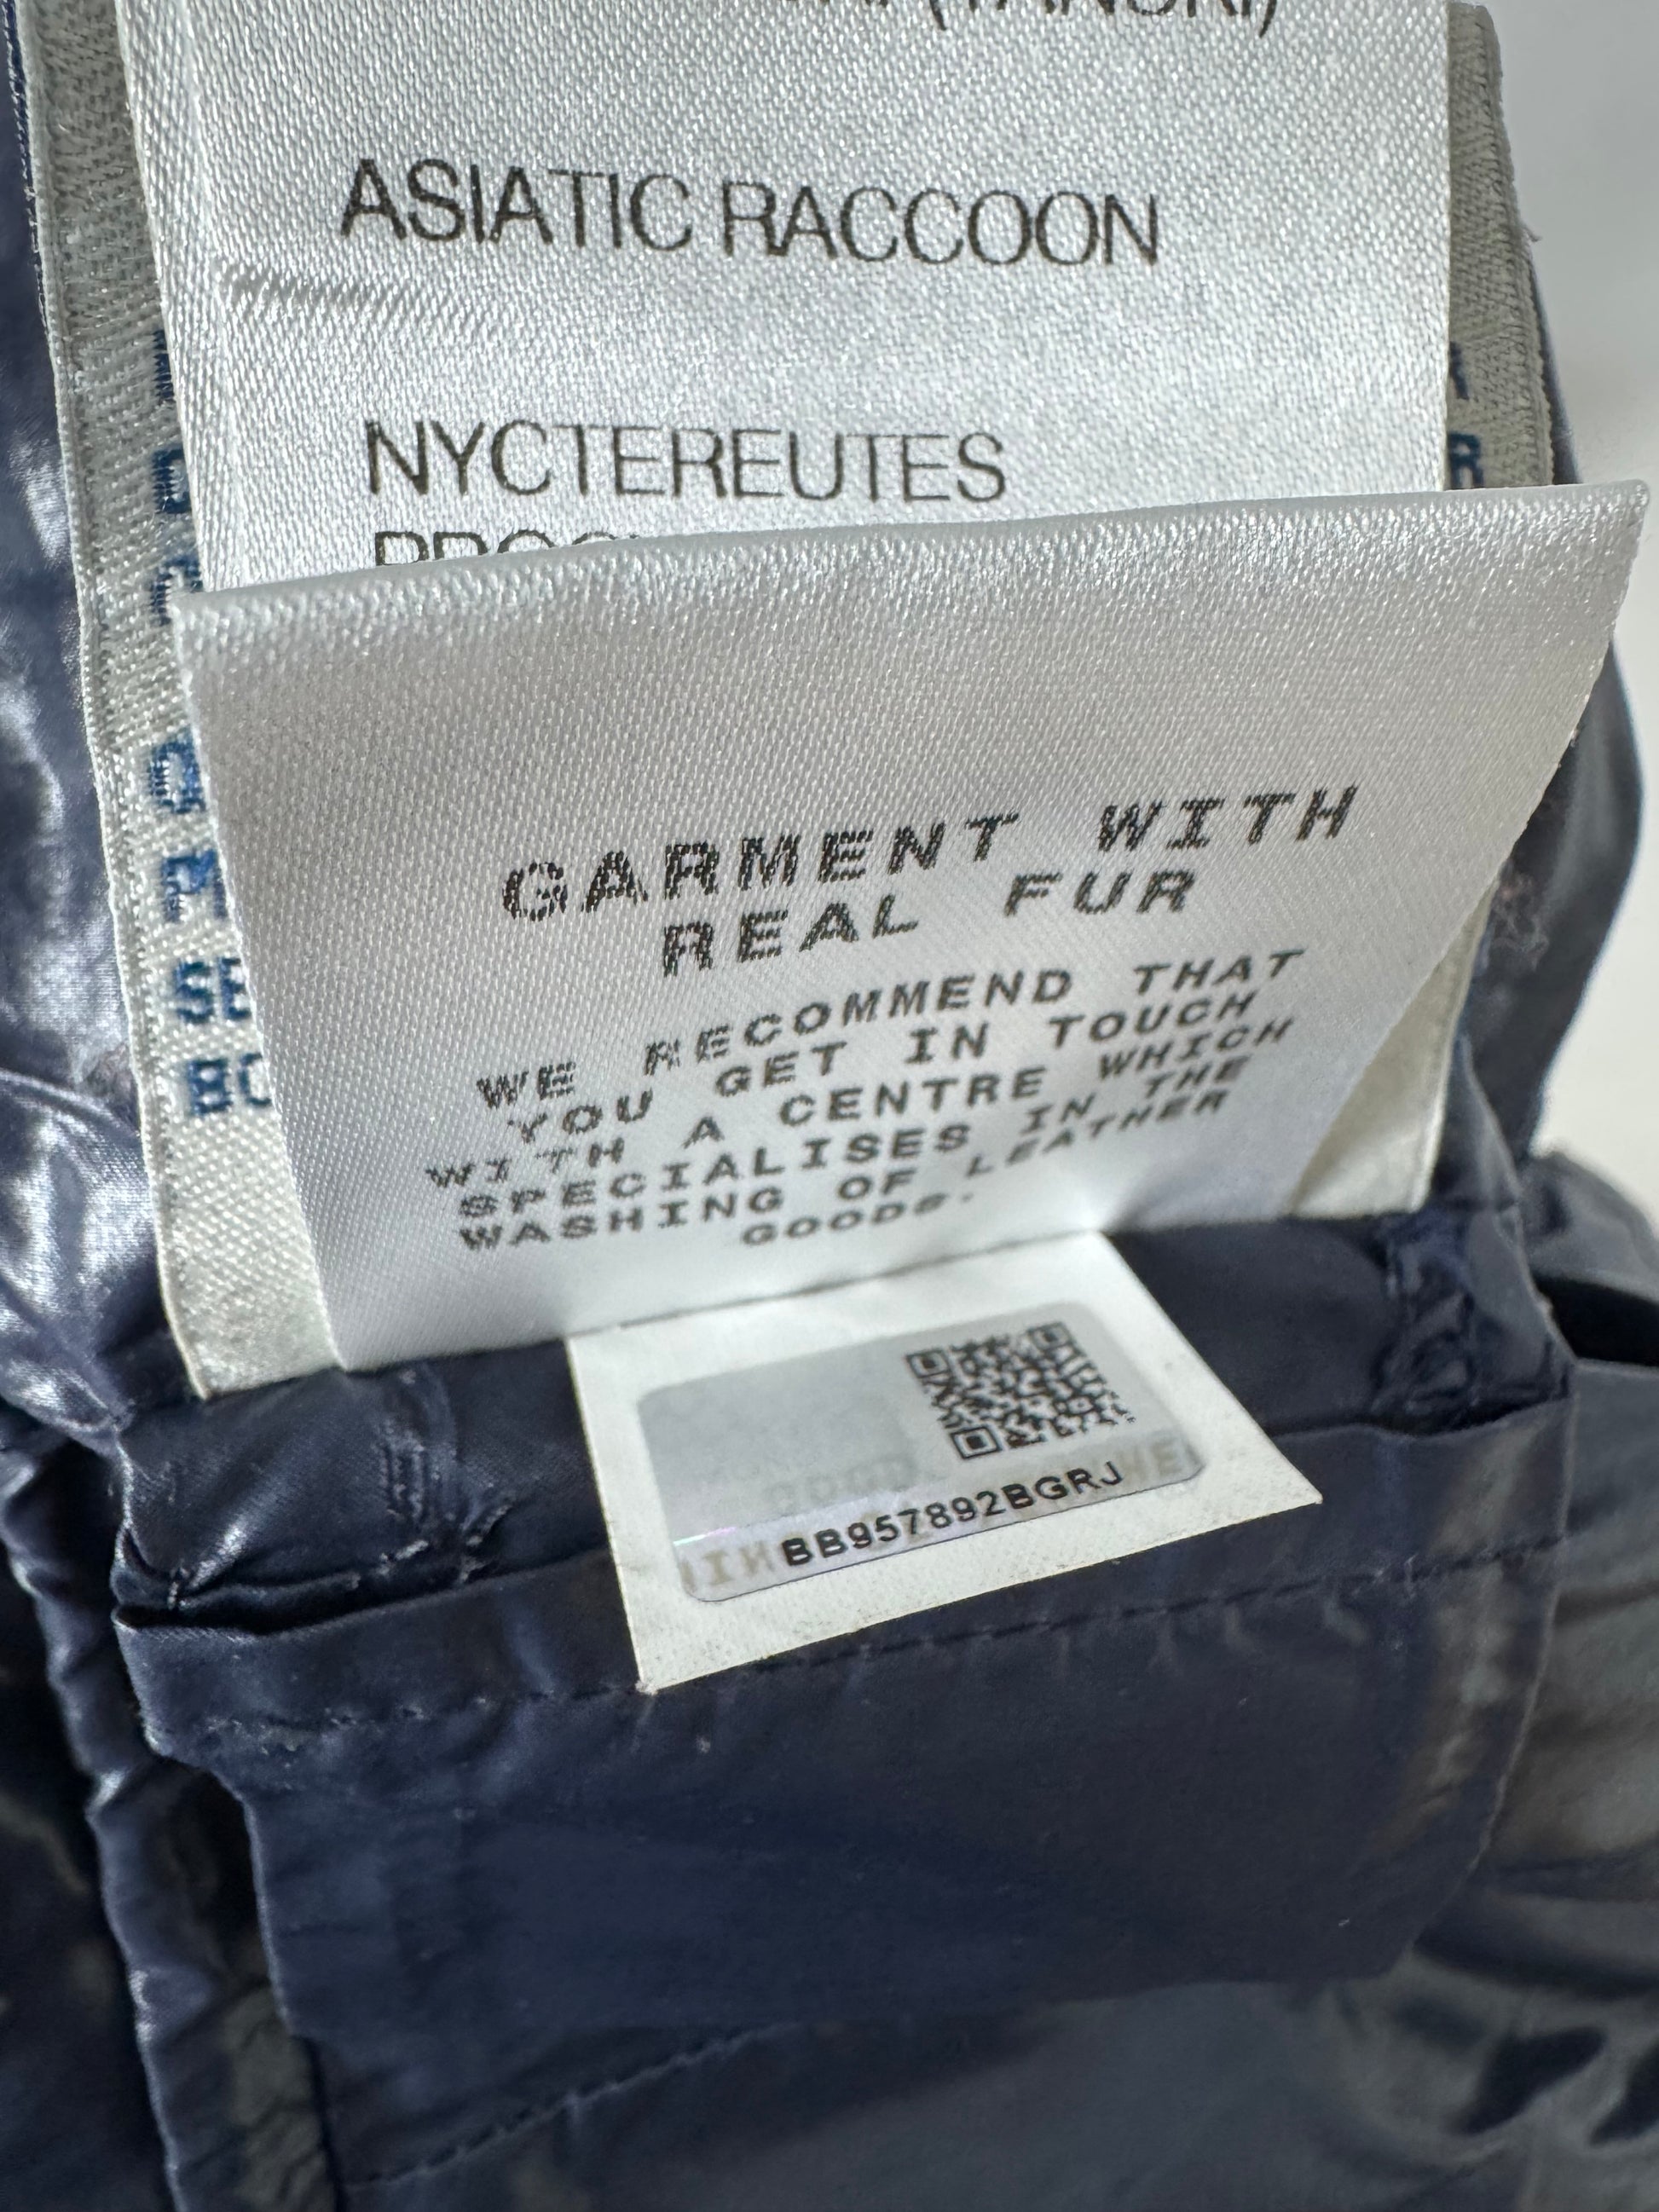 (TANUKI)
ASIATIC RACCOON
NYCTEREUTES
GARMENT WITH
REAL FUR
WE RECOMMEND THAT
YOU GET IN TOUCH
WITH A CENTRE WHICH
SPECIALISES IN THE
WASHING OF LEATHER
GOODS.
BB957892BGRJ